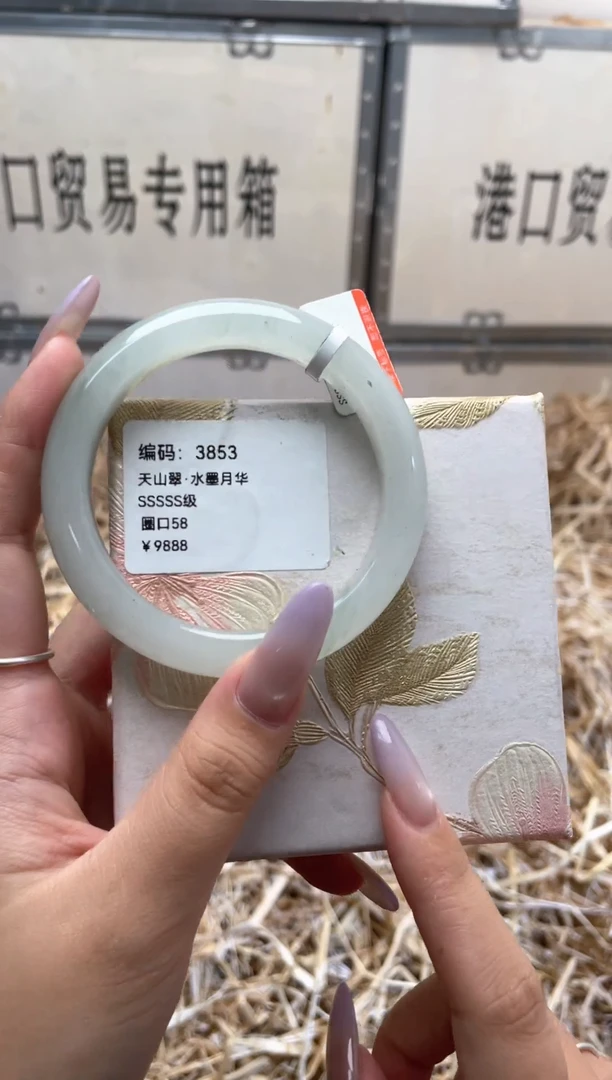 口贸易专用箱
港口贸
编码：3853
天山翠·水墨月华
SSSSS级
圈口58
￥9888